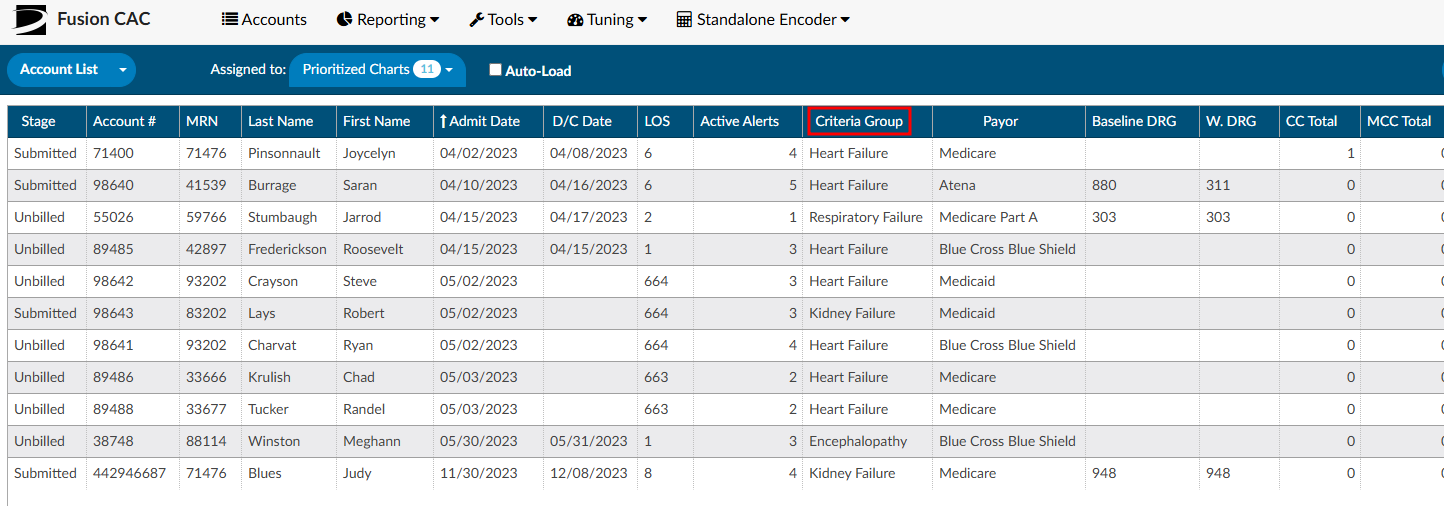 Fusion CAC Accounts Reporting Tools Tuning Standalone Encoder
Account List Assigned to: Prioritized Charts 11 Auto-Load
Stage Account # MRN Last Name First Name Admit Date D/C Date LOS Active Alerts Criteria Group Payor Baseline DRG W. DRG CC Total MCC Total
Submitted 71400 71476 Pinsonnault Joycelyn 04/02/2023 04/08/2023 6 4 Heart Failure Medicare 1
Submitted 98640 41539 Burrage Saran 04/10/2023 04/16/2023 6 5 Heart Failure Atena 880 311 0
Unbilled 55026 59766 Stumbaugh Jarrod 04/15/2023 04/17/2023 2 1 Respiratory Failure Medicare Part A 303 303 0
Unbilled 89485 42897 Frederickson Roosevelt 04/15/2023 04/15/2023 1 3 Heart Failure Blue Cross Blue Shield 0
Unbilled 98642 93202 Crayson Steve 05/02/2023 664 3 Heart Failure Medicaid 0
Submitted 98643 83202 Lays Robert 05/02/2023 664 3 Kidney Failure Medicaid 0
Unbilled 98641 93202 Charvat Ryan 05/02/2023 664 4 Heart Failure Blue Cross Blue Shield 0
Unbilled 89486 33666 Krulish Chad 05/03/2023 663 2 Heart Failure Medicare 0
Unbilled 89488 33677 Tucker Randel 05/03/2023 663 2 Heart Failure Medicare 0
Unbilled 38748 88114 Winston Meghann 05/30/2023 05/31/2023 1 3 Encephalopathy Blue Cross Blue Shield 0
Submitted 442946687 71476 Blues Judy 11/30/2023 12/08/2023 8 4 Kidney Failure Medicare 948 948 0